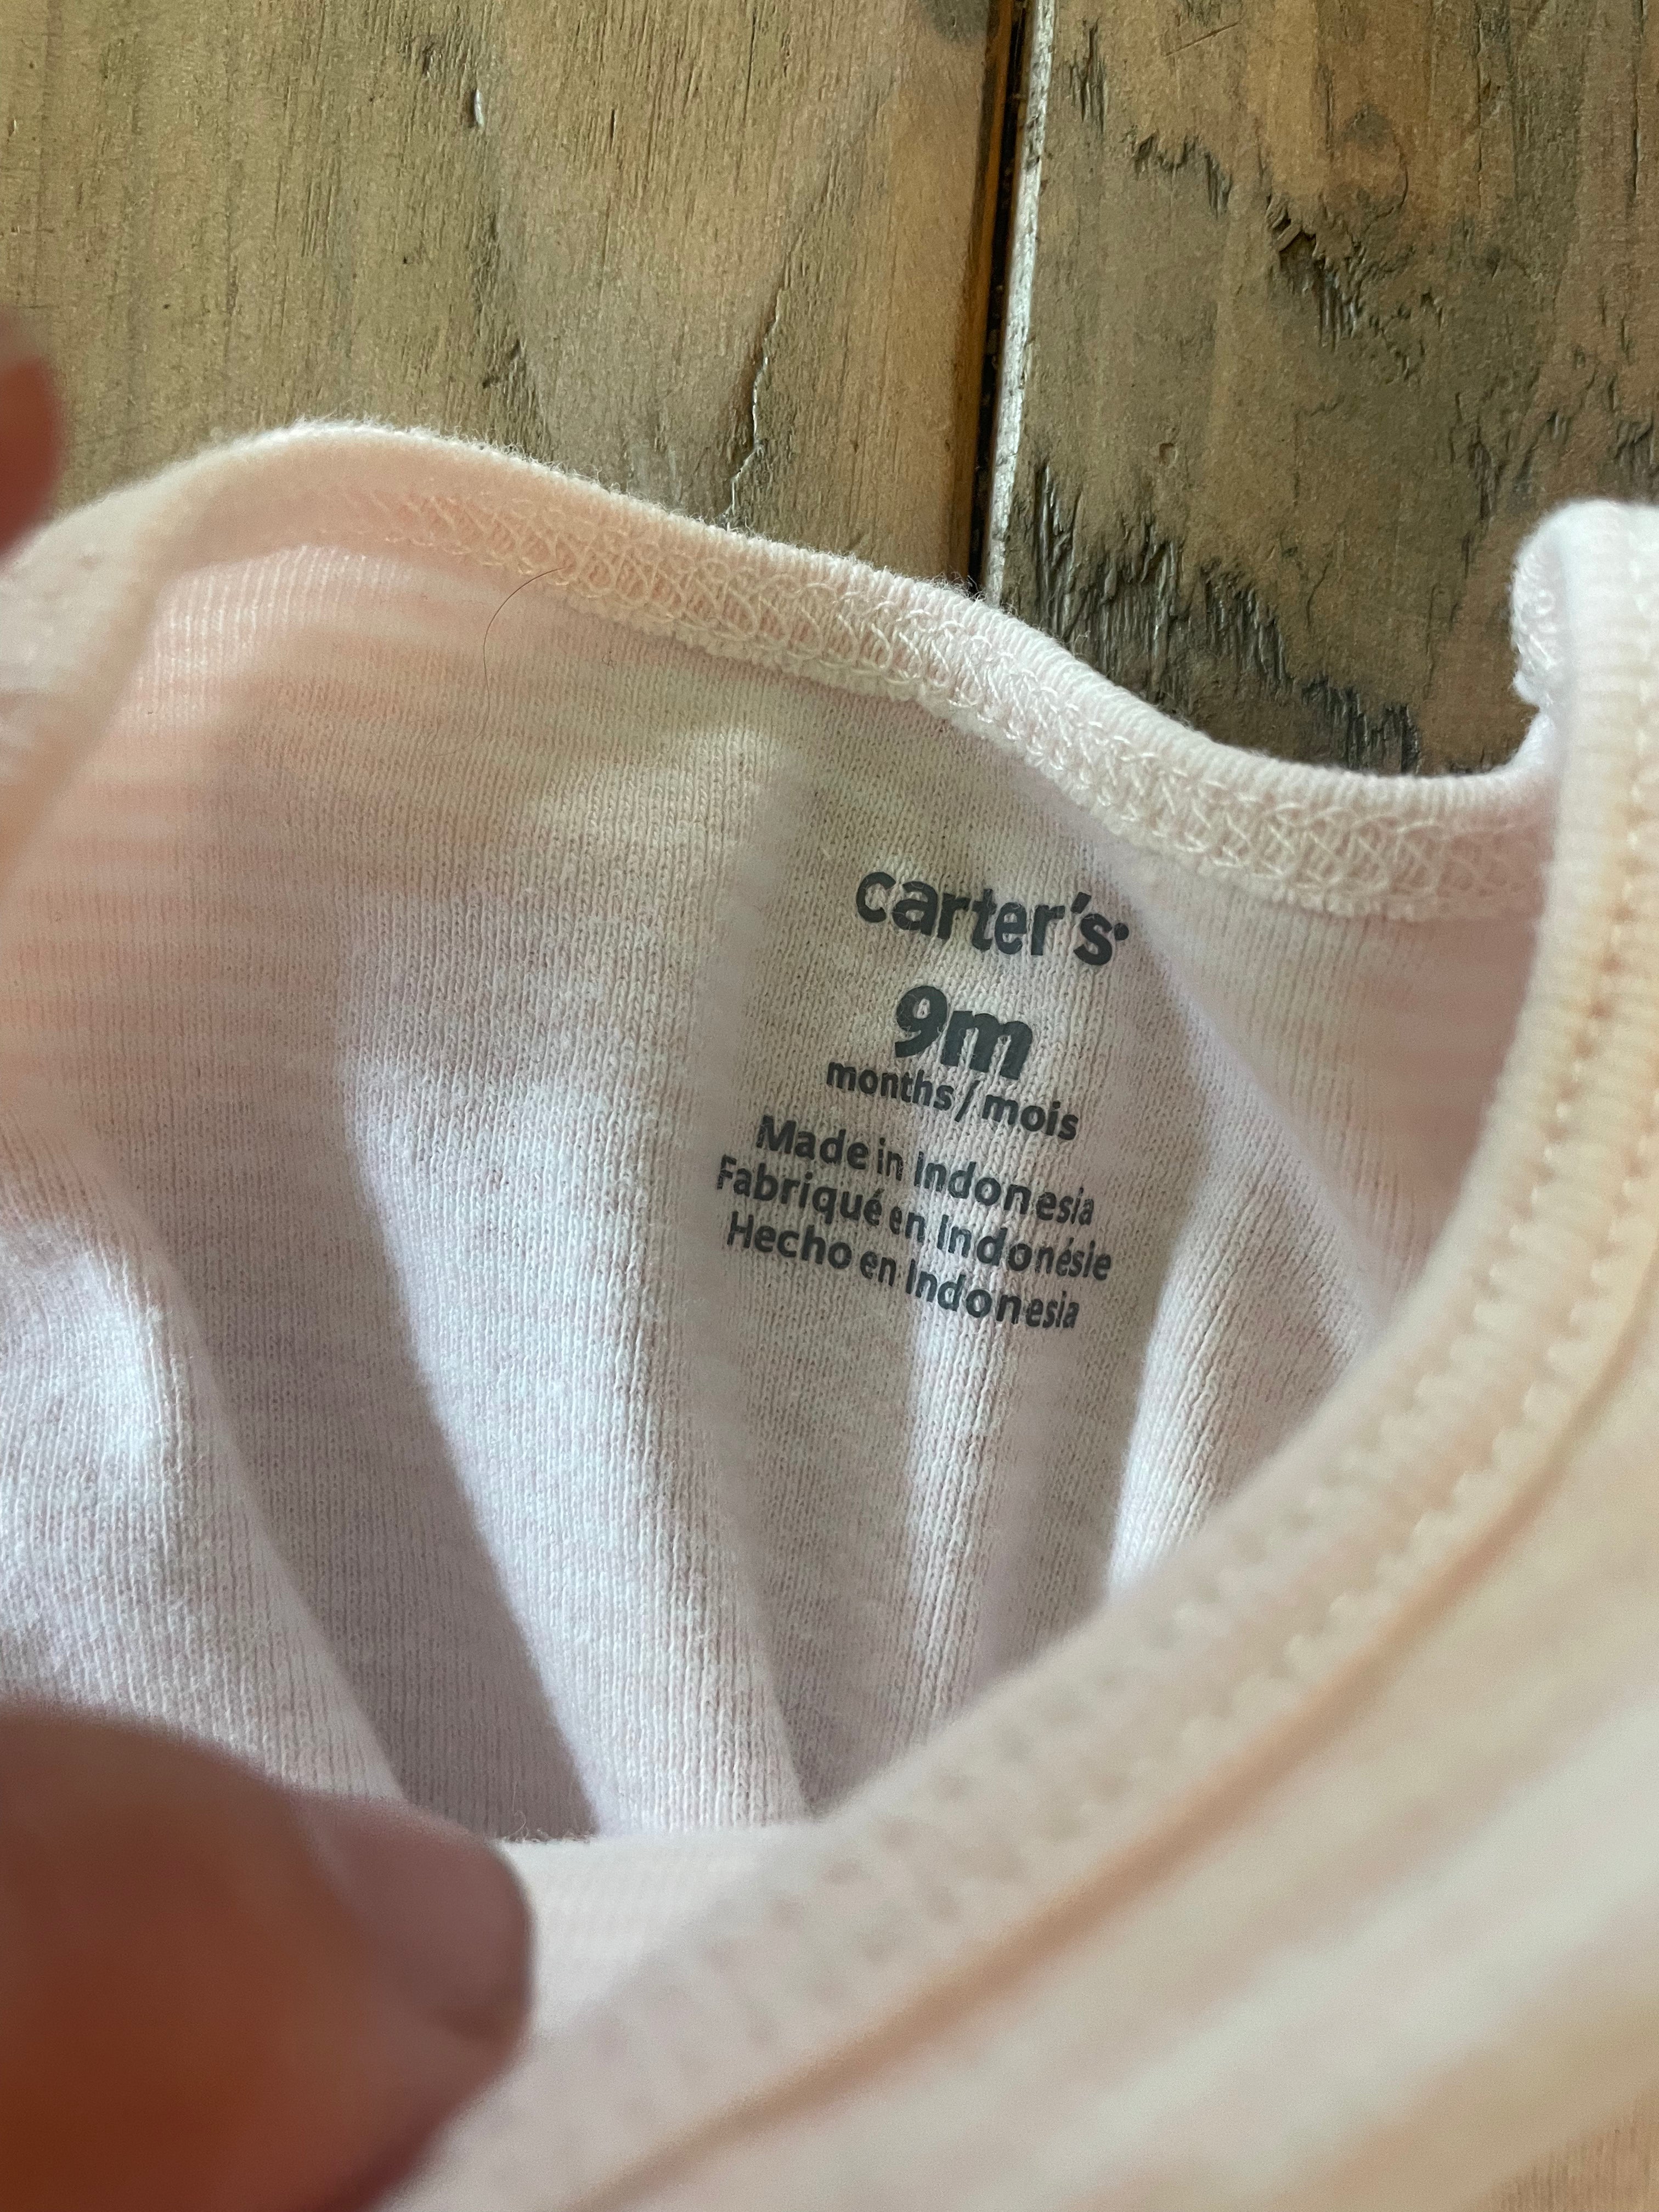 carter's
9m
months / mois
Made in Indonesia
Fabriqué en Indonésie
Hecho en Indonesia